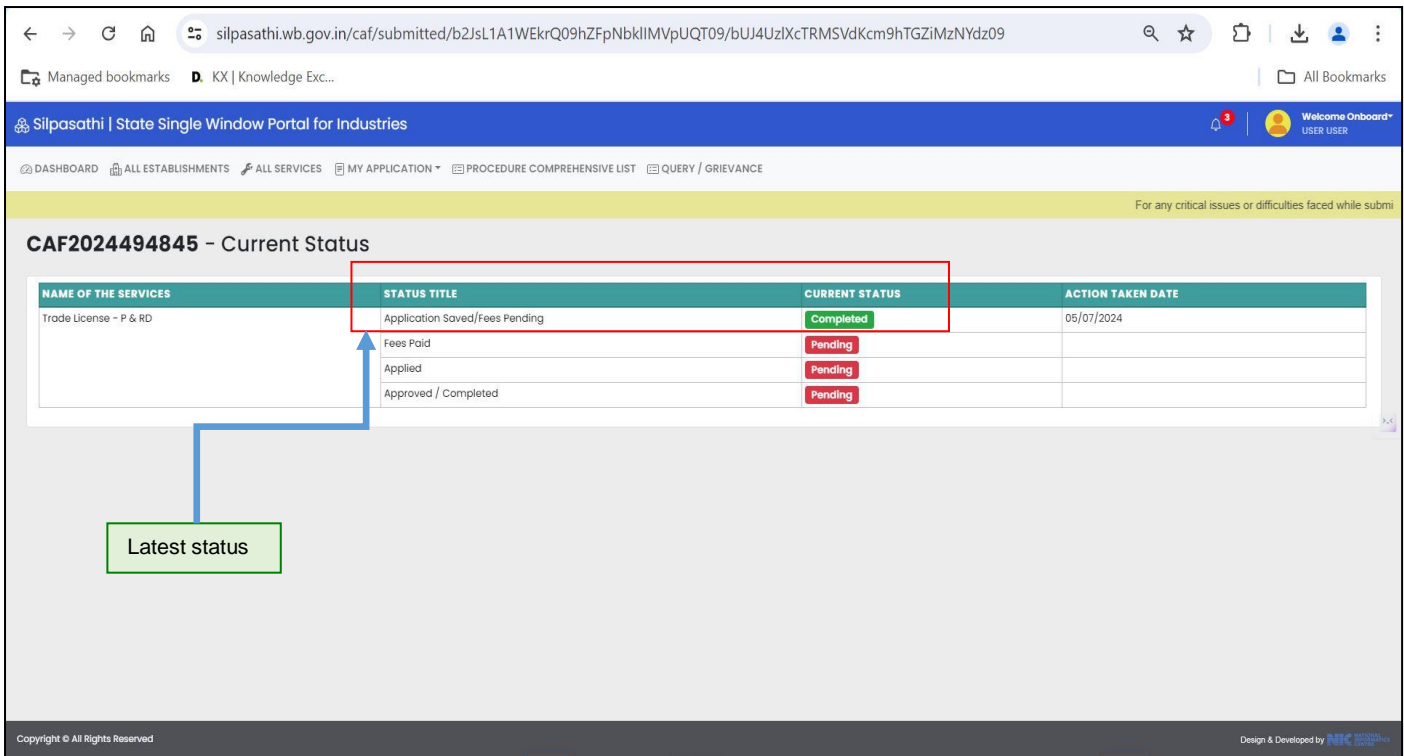 silpasathi.wb.gov.in/caf/submitted/b2JsL1A1WEkrQ09hZFpNbklIMVpUQT09/bUJ4UzlXcTRMSVdKcm9hTGZiMzNYdz09
Managed bookmarks D. KX | Knowledge Exc... All Bookmarks
Silpasathi | State Single Window Portal for Industries 3 Welcome Onboard
USER USER
DASHBOARD ALL ESTABLISHMENTS ALL SERVICES MY APPLICATION PROCEDURE COMPREHENSIVE LIST QUERY / GRIEVANCE
For any critical issues or difficulties faced while submi
CAF2024494845 - Current Status
NAME OF THE SERVICES STATUS TITLE CURRENT STATUS ACTION TAKEN DATE
Trade License - P & RD Application Saved/Fees Pending Completed 05/07/2024
Fees Paid Pending
Applied Pending
Approved / Completed Pending
Latest status
Copyright © All Rights Reserved Design & Developed by NIC NATIONAL
INFORMATICS
CENTRE